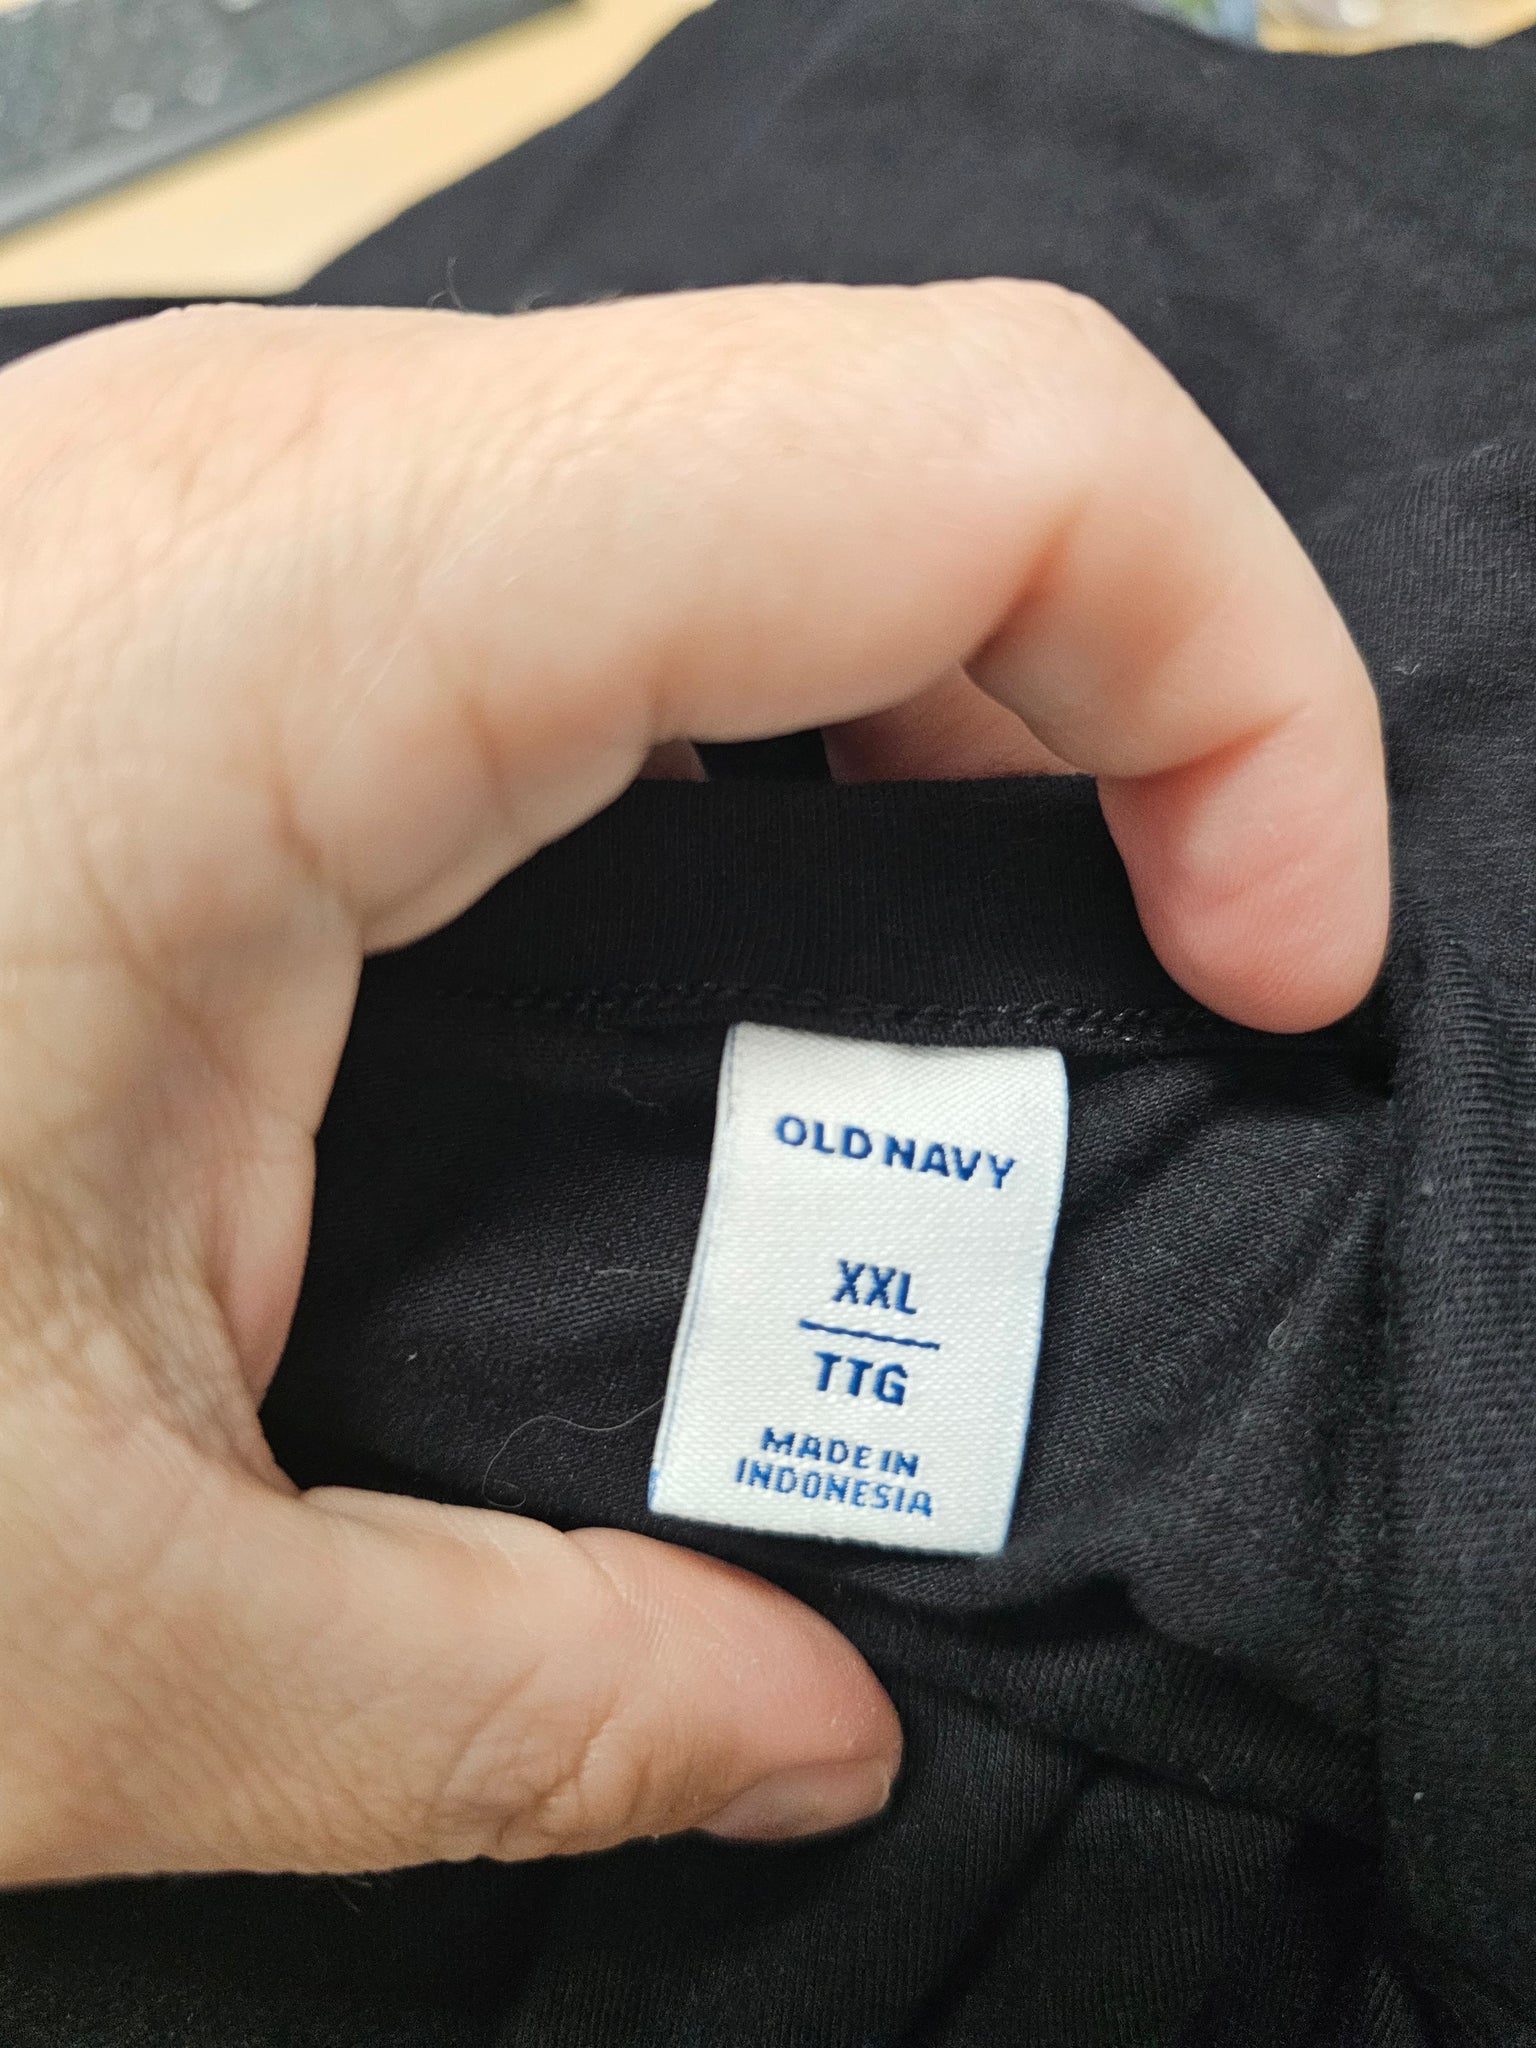 OLD NAVY
XXL
TTG
MADE IN
INDONESIA